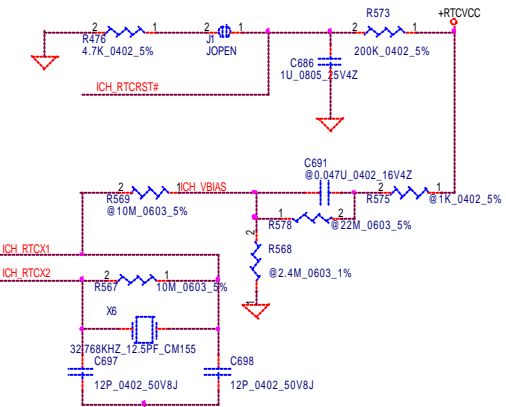 +RTCVCC
R573
2 1
200K_0402_5%
2 1
R476
4.7K_0402_5%
J1
JOPEN
C686
1U_0805_25V4Z
ICH_RTCRST#
C691
@0.047U_0402_16V4Z
2 1
R569
@10M_0603_5%
ICH_VBIAS
2 1
R575
@1K_0402_5%
1 2
R578
@22M_0603_5%
2
R568
@2.4M_0603_1%
1
ICH_RTCX1
ICH_RTCX2
2 1
R567
10M_0603_5%
X6
32.768KHZ_12.5PF_CM155
C697
12P_0402_50V8J
C698
12P_0402_50V8J